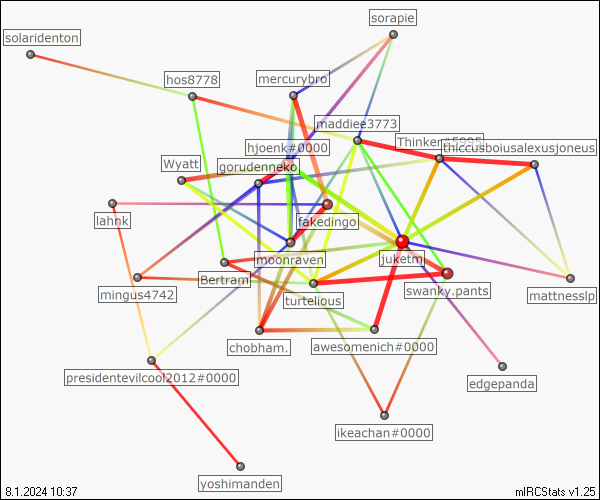 sorapie
solaridenton
hos8778
mercurybro
maddiee3773
Thinker#5995
hjoenk#0000
thiccusboiusalexusjoneus
Wyatt
gorudenneko
lahnk
fakedingo
moonraven
juketm
Bertram
swanky.pants
mingus4742
turtelious
mattnesslp
chobham.
awesomenich#0000
presidentevilcool2012#0000
edgepanda
ikeachan#0000
yoshimanden
8.1.2024 10:37
mIRCStats v1.25